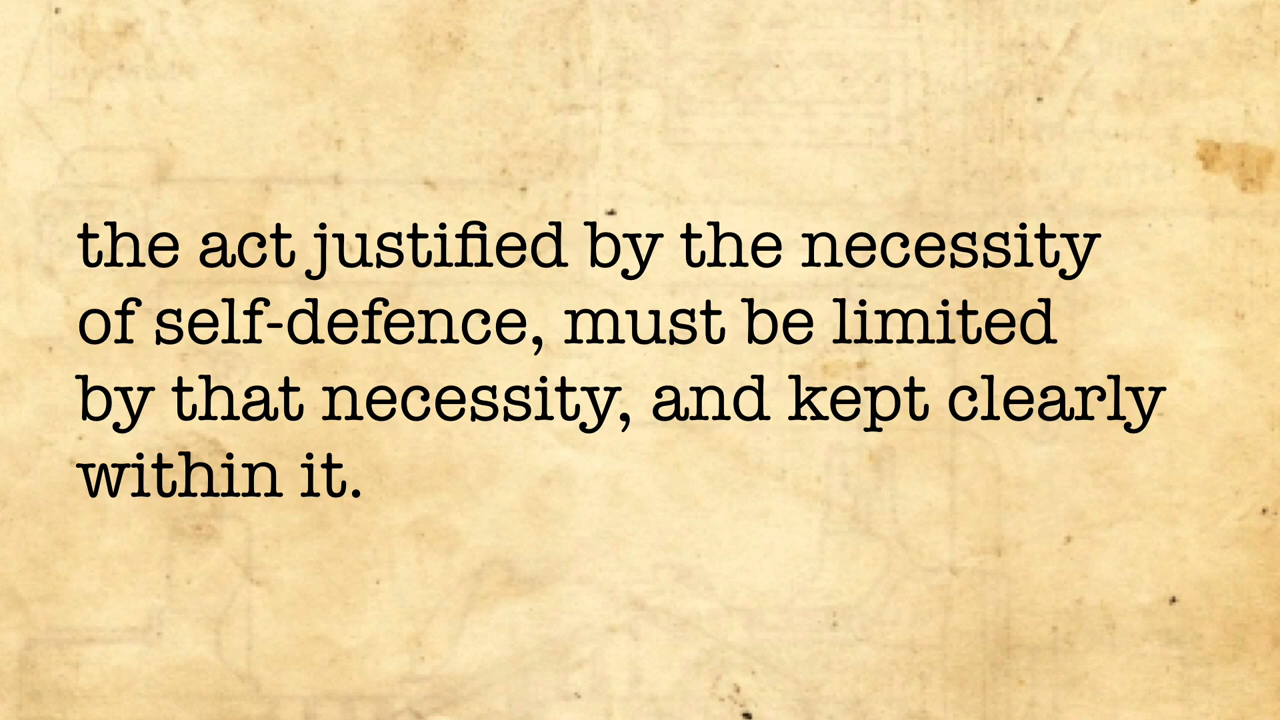 the act justified by the necessity
of self-defence, must be limited
by that necessity, and kept clearly
within it.